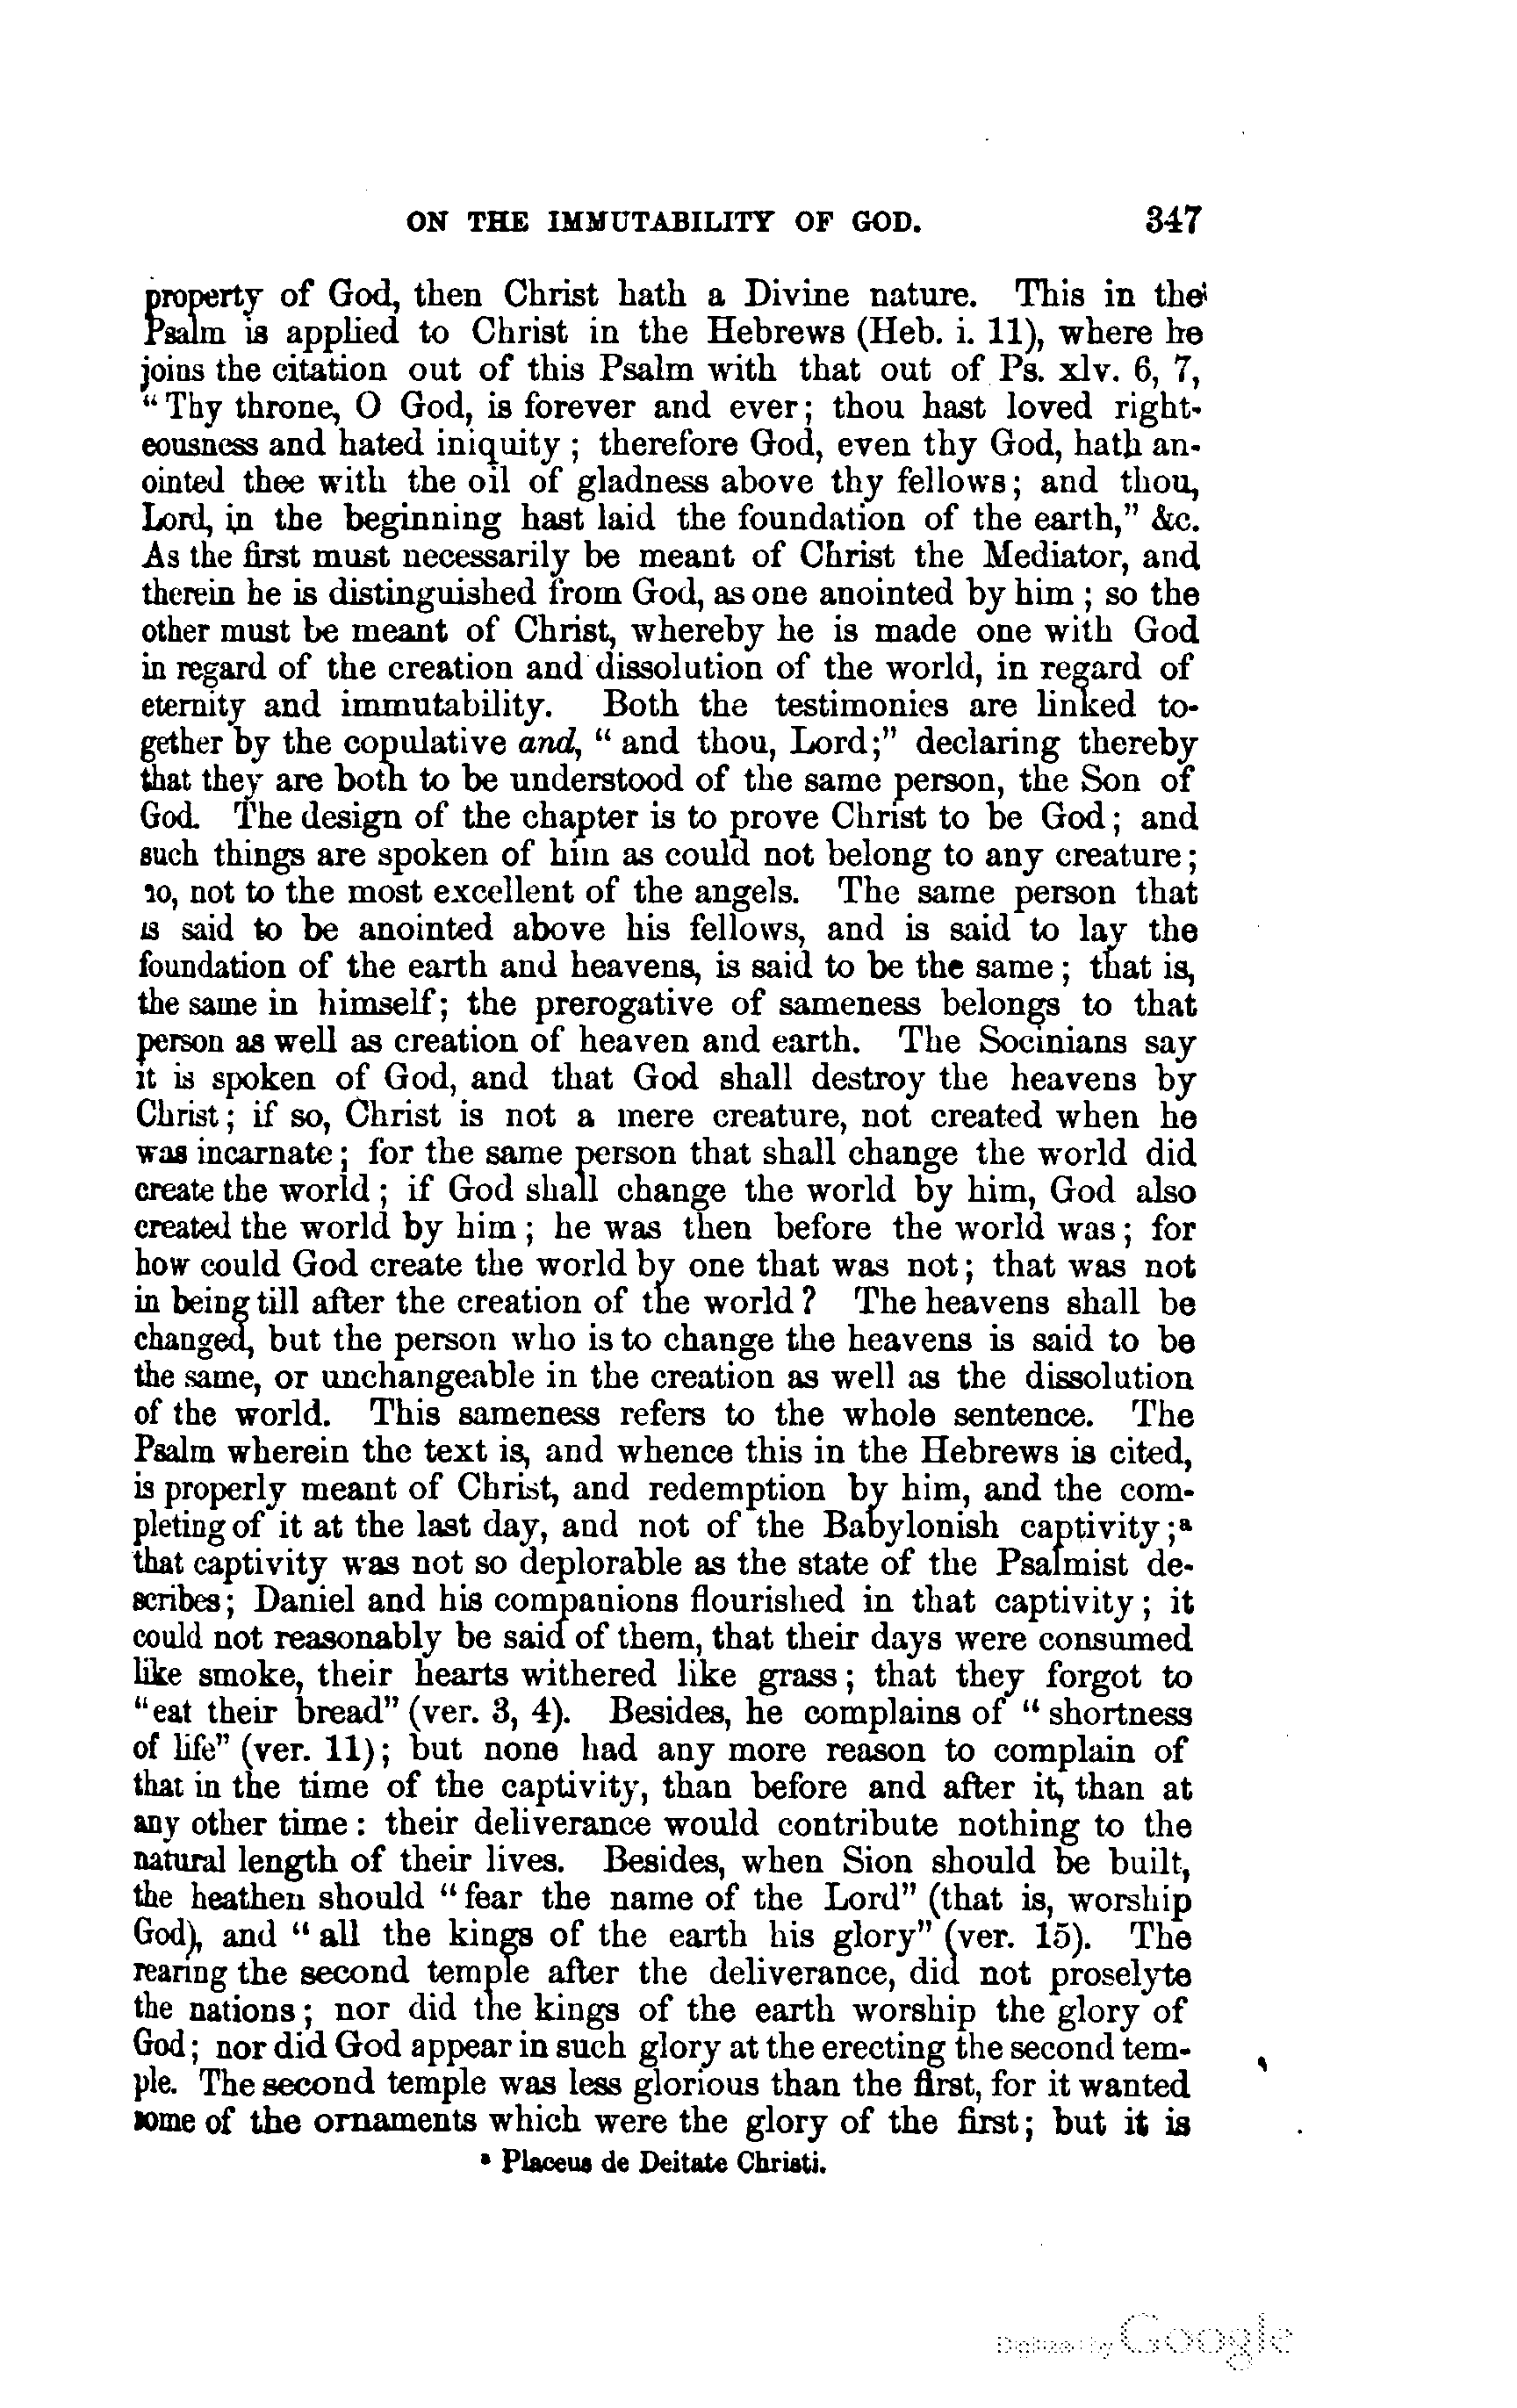 ON THE IMMUTABILITY OF GOD. 347
property of God, then Christ hath a Divine nature. This in the
Psalm is applied to Christ in the Hebrews (Heb. i. 11), where he
joins the citation out of this Psalm with that out of Ps. xlv. 6, 7,
“Thy throne, O God, is forever and ever; thou hast loved right-
eousness and hated iniquity; therefore God, even thy God, hath an-
ointed thee with the oil of gladness above thy fellows; and thou,
Lord, in the beginning hast laid the foundation of the earth,” &c.
As the first must necessarily be meant of Christ the Mediator, and
therein he is distinguished from God, as one anointed by him; so the
other must be meant of Christ, whereby he is made one with God
in regard of the creation and dissolution of the world, in regard of
eternity and immutability. Both the testimonies are linked to-
gether by the copulative and, “and thou, Lord;” declaring thereby
that they are both to be understood of the same person, the Son of
God. The design of the chapter is to prove Christ to be God; and
such things are spoken of him as could not belong to any creature;
no, not to the most excellent of the angels. The same person that
is said to be anointed above his fellows, and is said to lay the
foundation of the earth and heavens, is said to be the same; that is,
the same in himself; the prerogative of sameness belongs to that
person as well as creation of heaven and earth. The Socinians say
it is spoken of God, and that God shall destroy the heavens by
Christ; if so, Christ is not a mere creature, not created when he
was incarnate; for the same person that shall change the world did
create the world; if God shall change the world by him, God also
created the world by him; he was then before the world was; for
how could God create the world by one that was not; that was not
in being till after the creation of the world? The heavens shall be
changed, but the person who is to change the heavens is said to be
the same, or unchangeable in the creation as well as the dissolution
of the world. This sameness refers to the whole sentence. The
Psalm wherein the text is, and whence this in the Hebrews is cited,
is properly meant of Christ, and redemption by him, and the com-
pleting of it at the last day, and not of the Babylonish captivity;a
that captivity was not so deplorable as the state of the Psalmist de-
scribes; Daniel and his companions flourished in that captivity; it
could not reasonably be said of them, that their days were consumed
like smoke, their hearts withered like grass; that they forgot to
“eat their bread” (ver. 3, 4). Besides, he complains of “shortness
of life” (ver. 11); but none had any more reason to complain of
that in the time of the captivity, than before and after it, than at
any other time: their deliverance would contribute nothing to the
natural length of their lives. Besides, when Sion should be built,
the heathen should “fear the name of the Lord” (that is, worship
God), and “all the kings of the earth his glory” (ver. 15). The
rearing the second temple after the deliverance, did not proselyte
the nations; nor did the kings of the earth worship the glory of
God; nor did God appear in such glory at the erecting the second tem-
ple. The second temple was less glorious than the first, for it wanted
some of the ornaments which were the glory of the first; but it is
a Placeus de Deitate Christi.
Digitized by Google